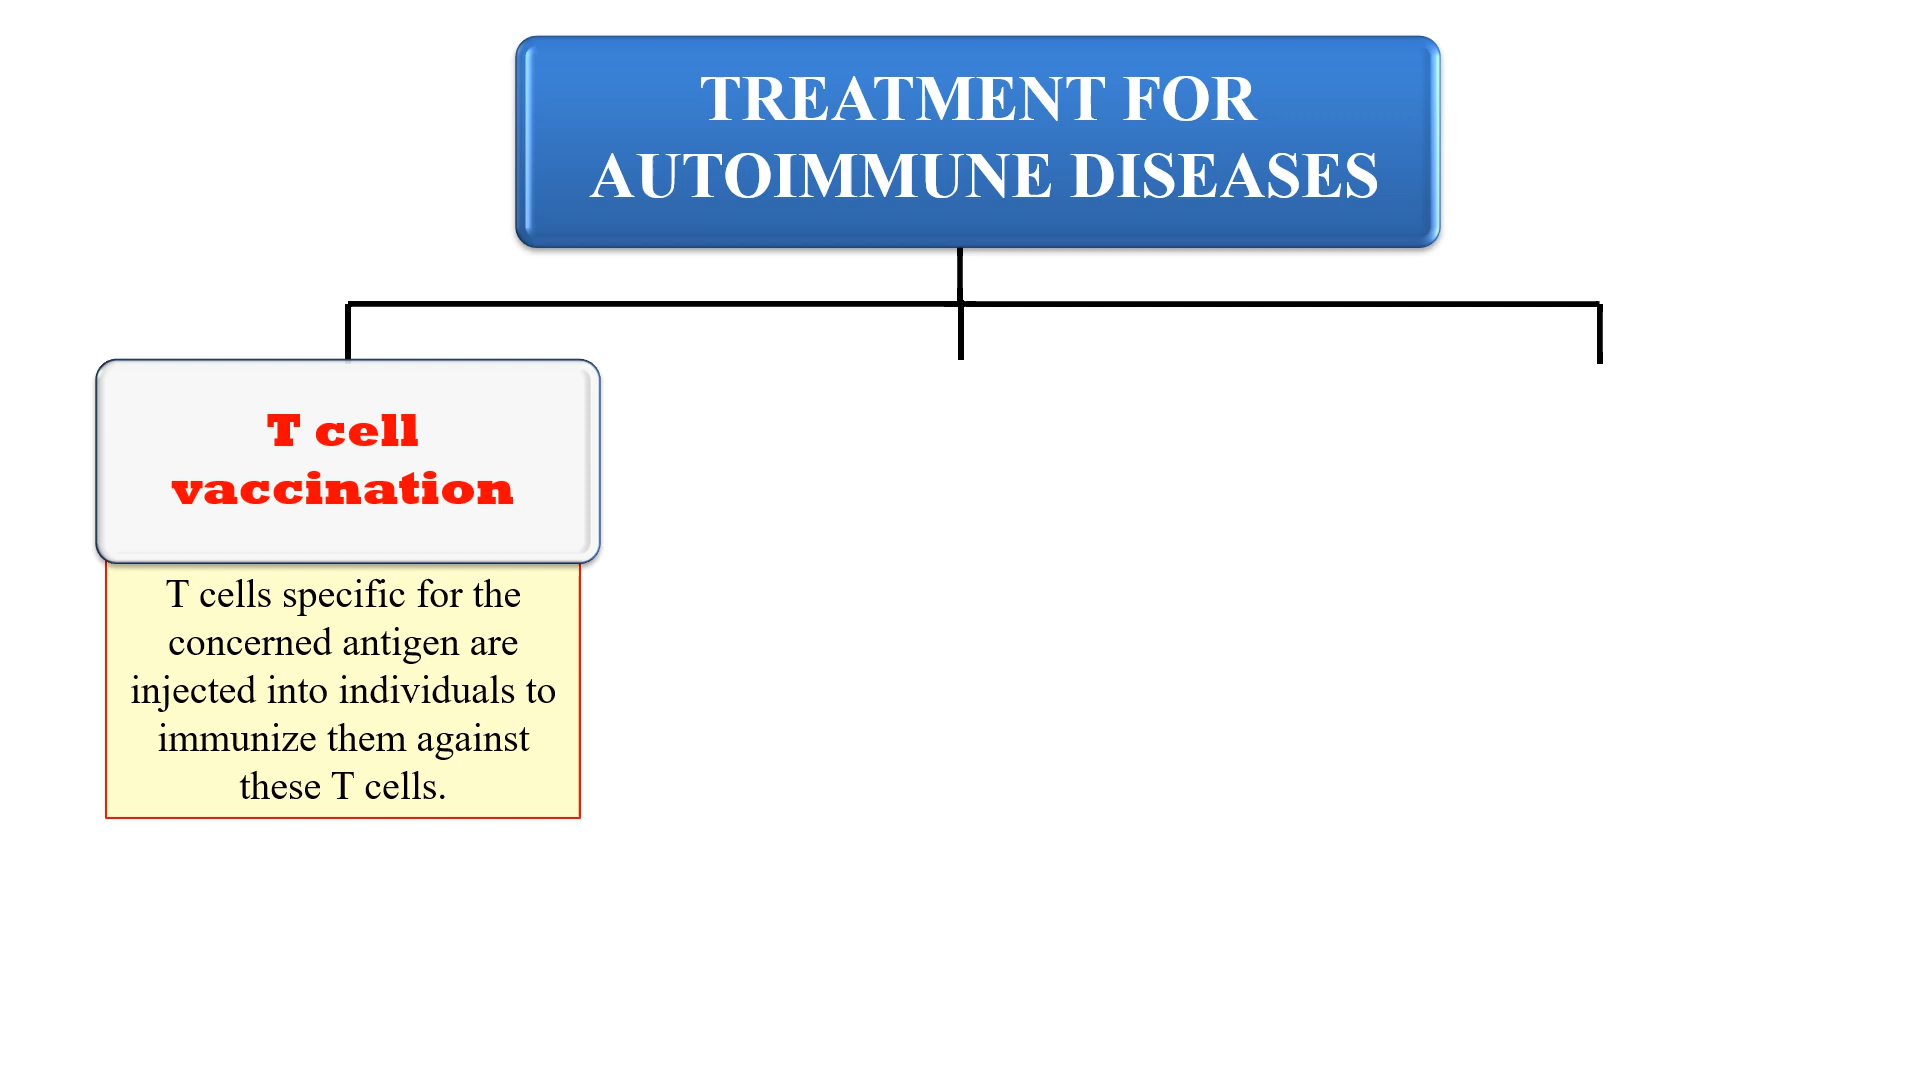 TREATMENT FOR
AUTOIMMUNE DISEASES
T cell
vaccination
T cells specific for the
concerned antigen are
injected into individuals to
immunize them against
these T cells.